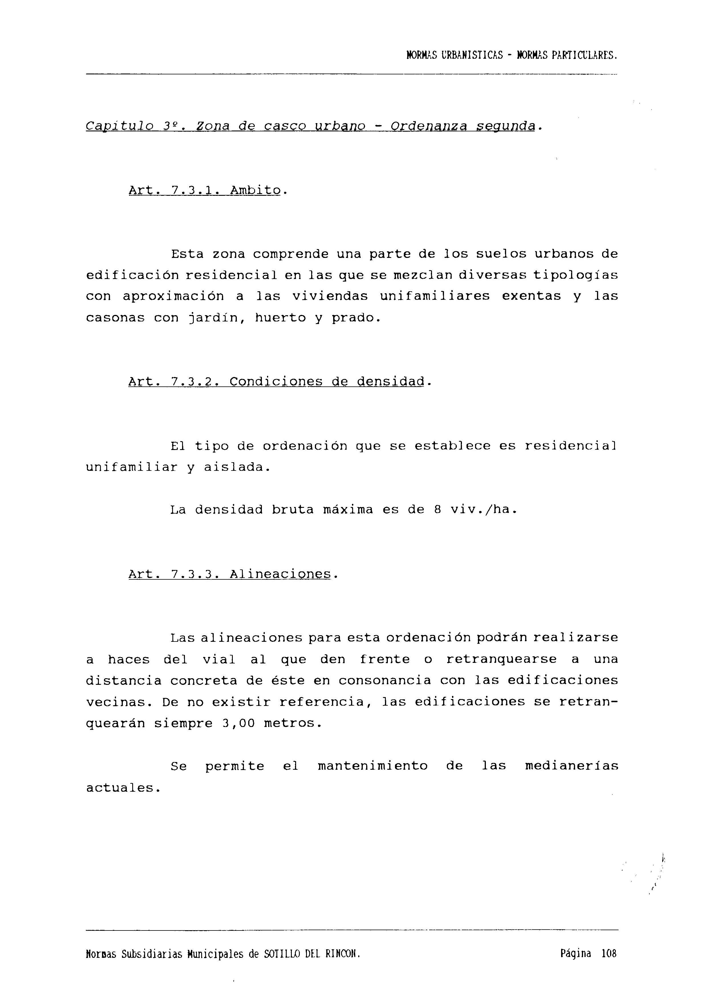 NORMAS URBANISTICAS - NORMAS PARTICULARES.
Capítulo 3º. Zona de casco urbano - Ordenanza segunda.
Art. 7.3.1. Ambito.
Esta zona comprende una parte de los suelos urbanos de
edificación residencial en las que se mezclan diversas tipologías
con aproximación a las viviendas unifamiliares exentas y las
casonas con jardín, huerto y prado.
Art. 7.3.2. Condiciones de densidad.
El tipo de ordenación que se establece es residencial
unifamiliar y aislada.
La densidad bruta máxima es de 8 viv./ha.
Art. 7.3.3. Alineaciones.
Las alineaciones para esta ordenación podrán realizarse
a haces del vial al que den frente o retranquearse a una
distancia concreta de éste en consonancia con las edificaciones
vecinas. De no existir referencia, las edificaciones se retran-
quearán siempre 3,00 metros.
Se permite el mantenimiento de las medianerías
actuales.
Normas Subsidiarias Municipales de SOTILLO DEL RINCON. Página 108